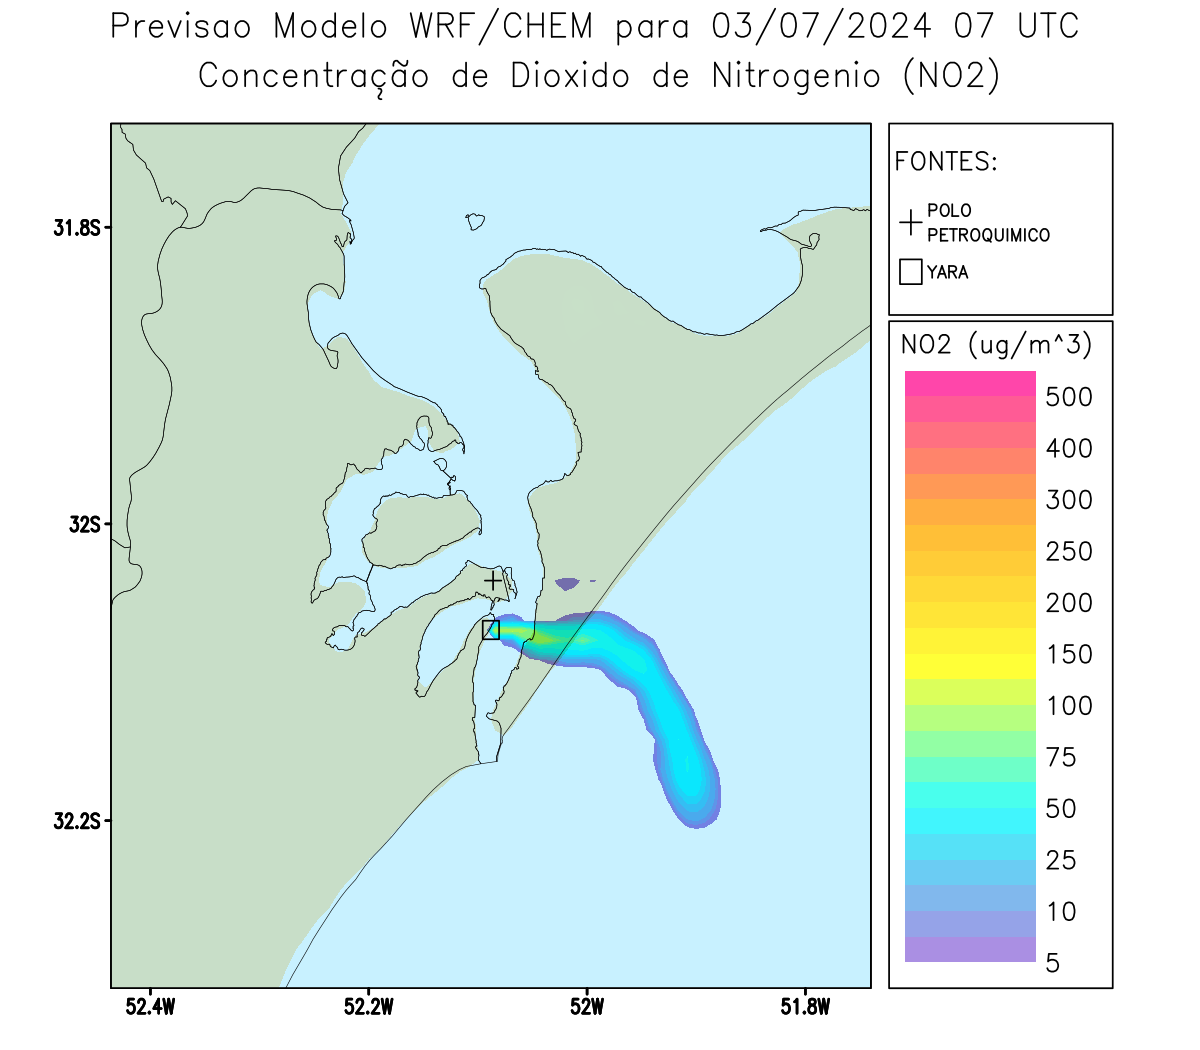 Previsao Modelo WRF/CHEM para 03/07/2024 07 UTC
Concentração de Dioxido de Nitrogenio (NO2)
FONTES:
POLO
PETROQUIMICO
YARA
NO2 (ug/m^3)
500
400
300
250
200
150
100
75
50
25
10
5
31.8S
32S
32.2S
52.4W
52.2W
52W
51.8W